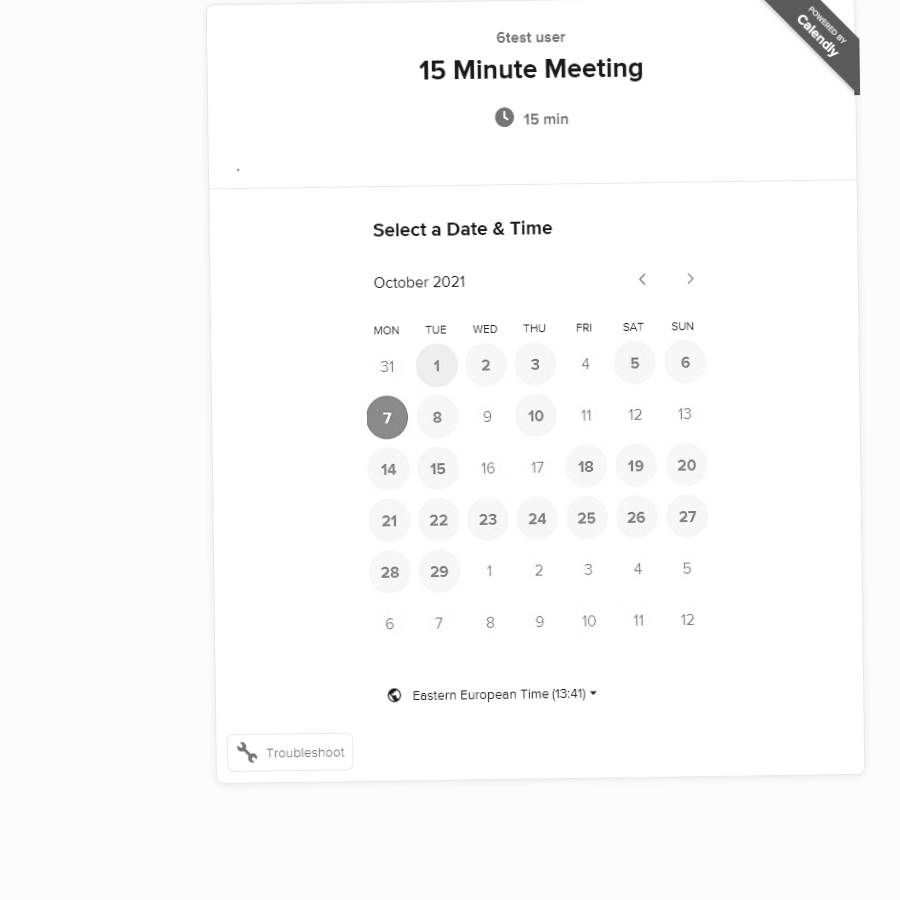 POWERED BY
Calendly
6test user
15 Minute Meeting
15 min
.
Select a Date & Time
October 2021
MON TUE WED THU FRI SAT SUN
31 1 2 3 4 5 6
7 8 9 10 11 12 13
14 15 16 17 18 19 20
21 22 23 24 25 26 27
28 29 1 2 3 4 5
6 7 8 9 10 11 12
Eastern European Time (13:41)
Troubleshoot